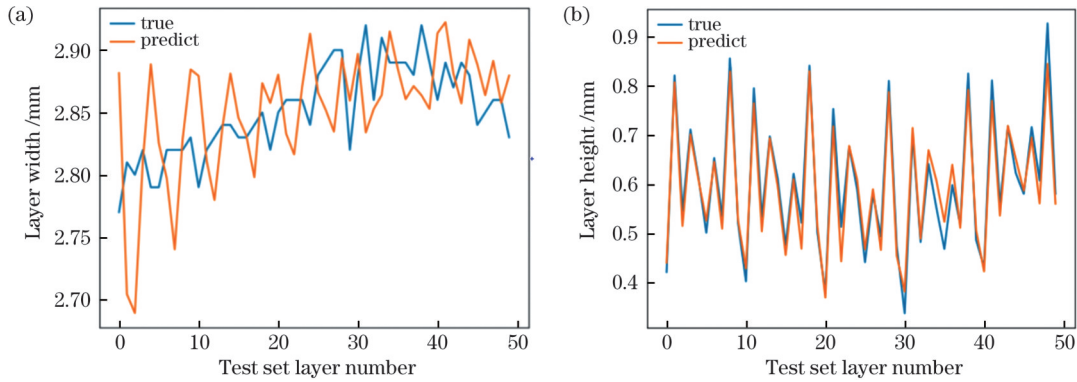 (a)
true
predict
2.90
2.85
2.80
2.75
2.70
Layer width /mm
0 10 20 30 40 50
Test set layer number
(b)
true
predict
0.9
0.8
0.7
0.6
0.5
0.4
Layer height /mm
0 10 20 30 40 50
Test set layer number